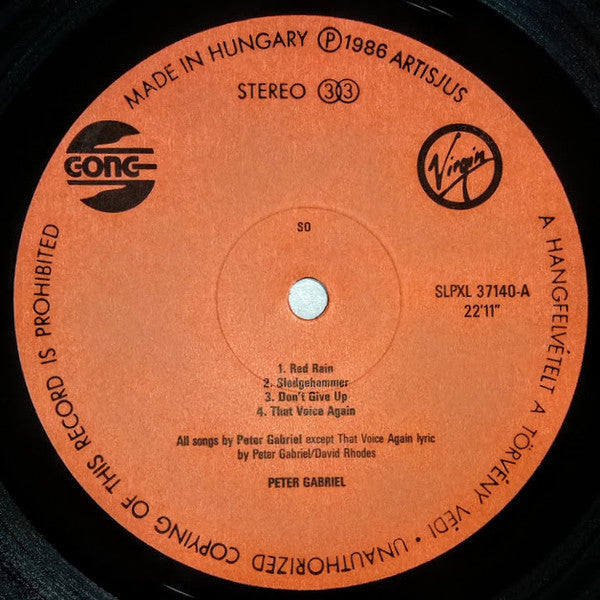 MADE IN HUNGARY Ⓟ 1986 ARTISJUS
STEREO 33
GONG
Virgin
SO
SLPXL 37140-A
22'11"
1. Red Rain
2. Sledgehammer
3. Don't Give Up
4. That Voice Again
All songs by Peter Gabriel except That Voice Again lyric
by Peter Gabriel/David Rhodes
PETER GABRIEL
A HANGFELVÉTELT A TÖRVÉNY VÉDI · UNAUTHORIZED COPYING OF THIS RECORD IS PROHIBITED